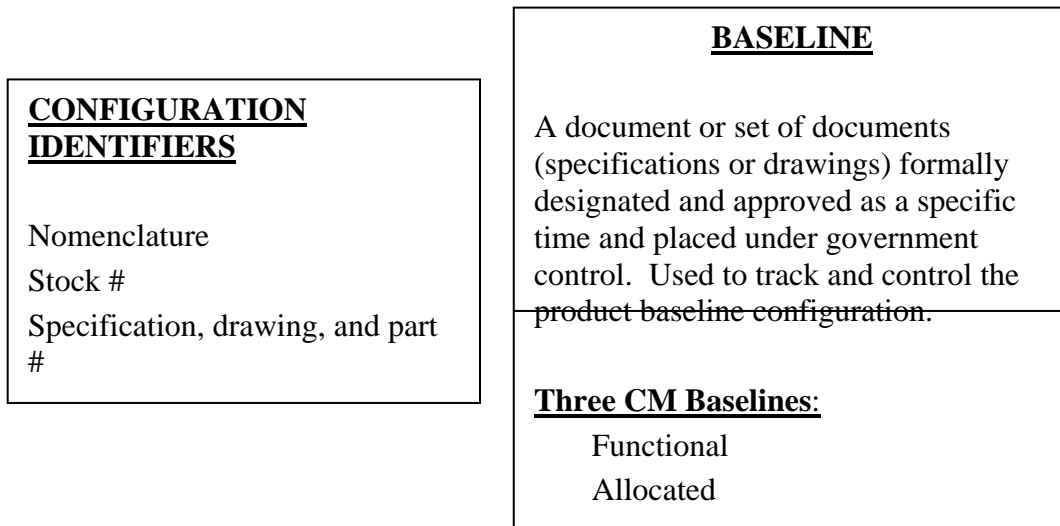 CONFIGURATION
IDENTIFIERS
Nomenclature
Stock #
Specification, drawing, and part
#
BASELINE
A document or set of documents
(specifications or drawings) formally
designated and approved as a specific
time and placed under government
control.  Used to track and control the
product baseline configuration.
Three CM Baselines:
Functional
Allocated